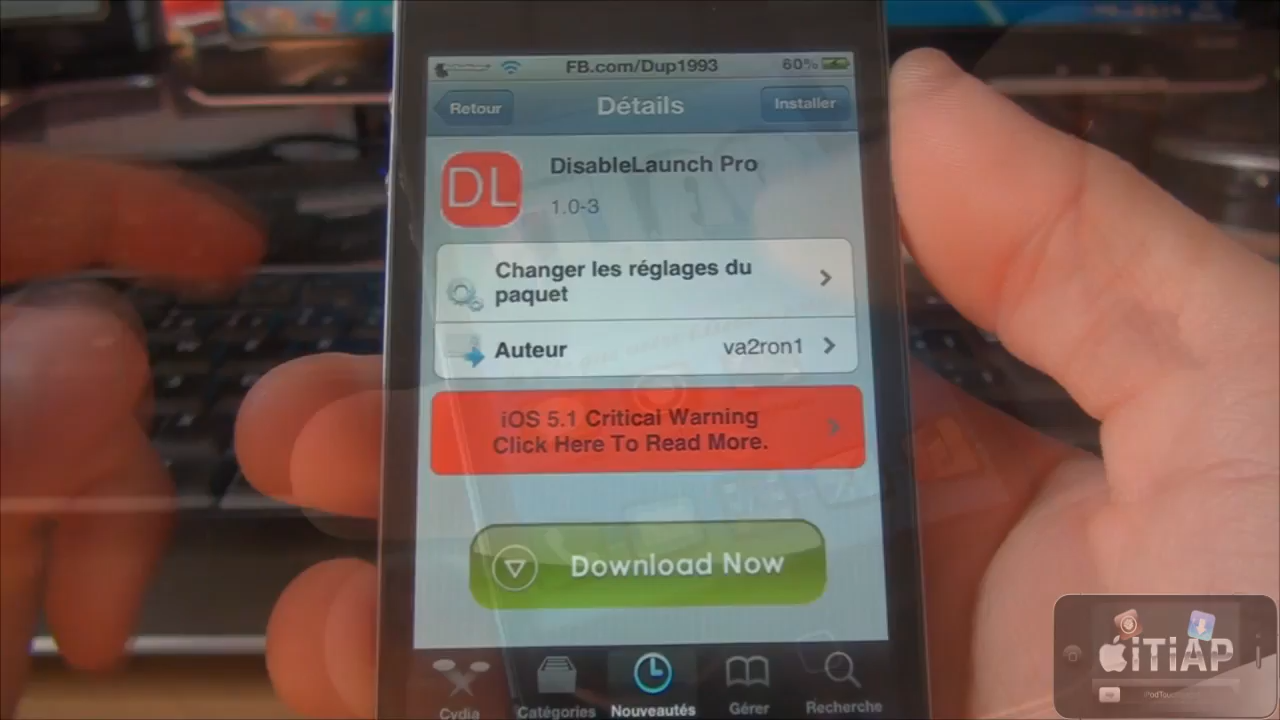 FB.com/Dup1993
60%
Retour
Détails
Installer
DL
DisableLaunch Pro
1.0-3
Changer les réglages du
paquet
Auteur
va2ron1
iOS 5.1 Critical Warning
Click Here To Read More.
Download Now
Cydia
Catégories
Nouveautés
Gérer
Recherche
iTiAP